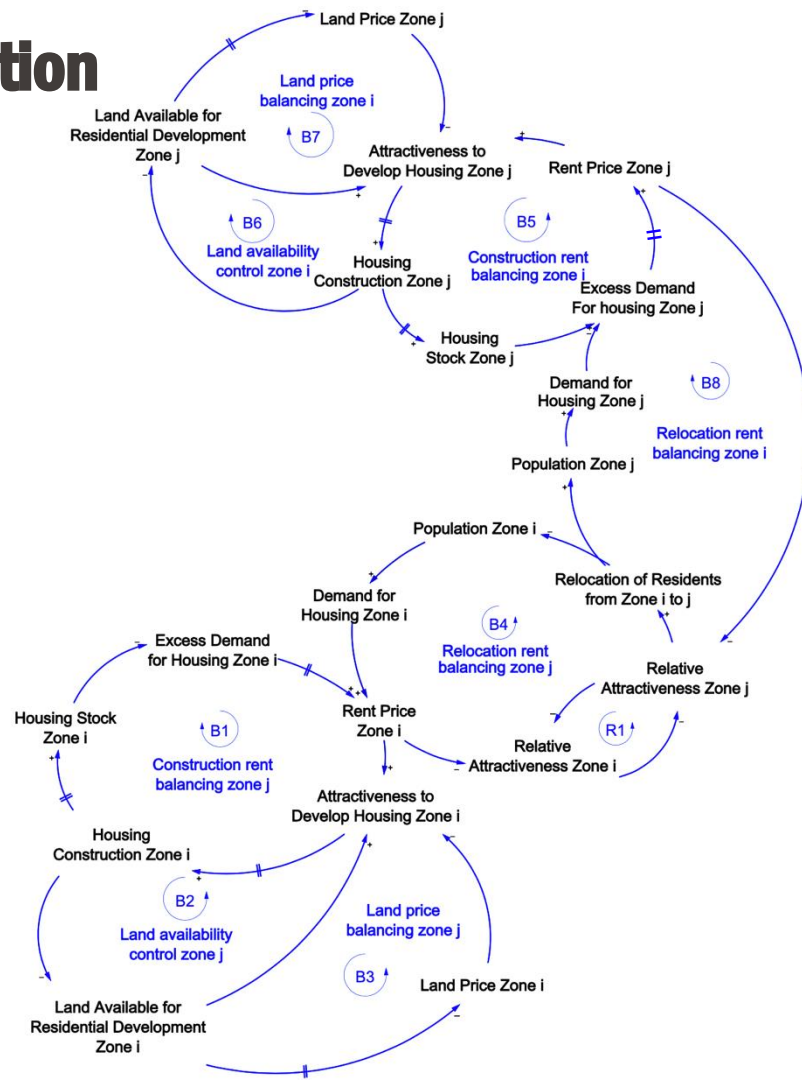 tion
Land Price Zone j
Land price
balancing zone i
B7
Land Available for
Residential Development
Zone j
Attractiveness to
Develop Housing Zone j
Rent Price Zone j
B6
Land availability
control zone i
B5
Construction rent
balancing zone i
Housing
Construction Zone j
Excess Demand
For housing Zone j
Housing
Stock Zone j
Demand for
Housing Zone j
B8
Relocation rent
balancing zone i
Population Zone j
Population Zone i
Relocation of Residents
from Zone i to j
Demand for
Housing Zone i
B4
Relocation rent
balancing zone j
Excess Demand
for Housing Zone i
Relative
Attractiveness Zone j
Housing Stock
Zone i
B1
Rent Price
Zone i
R1
Relative
Attractiveness Zone i
Construction rent
balancing zone j
Attractiveness to
Develop Housing Zone i
Housing
Construction Zone i
B2
Land availability
control zone j
Land price
balancing zone j
B3
Land Price Zone i
Land Available for
Residential Development
Zone i